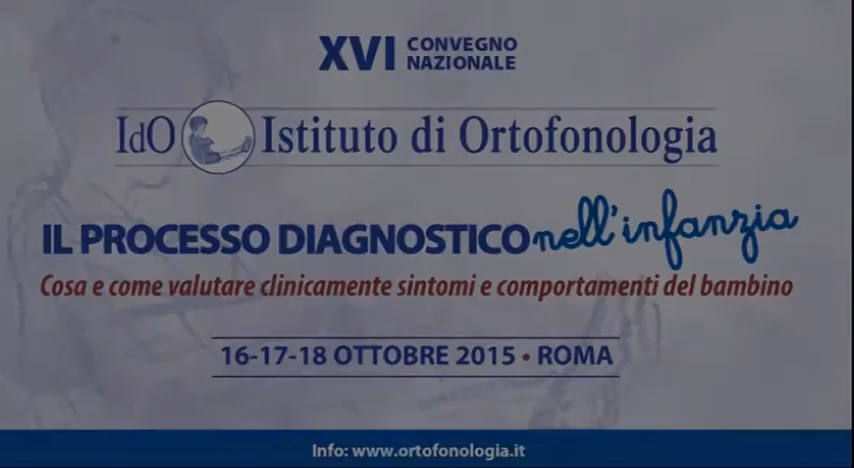 XVI CONVEGNO
NAZIONALE
IdO Istituto di Ortofonologia
IL PROCESSO DIAGNOSTICO nell'infanzia
Cosa e come valutare clinicamente sintomi e comportamenti del bambino
16-17-18 OTTOBRE 2015 • ROMA
Info: www.ortofonologia.it